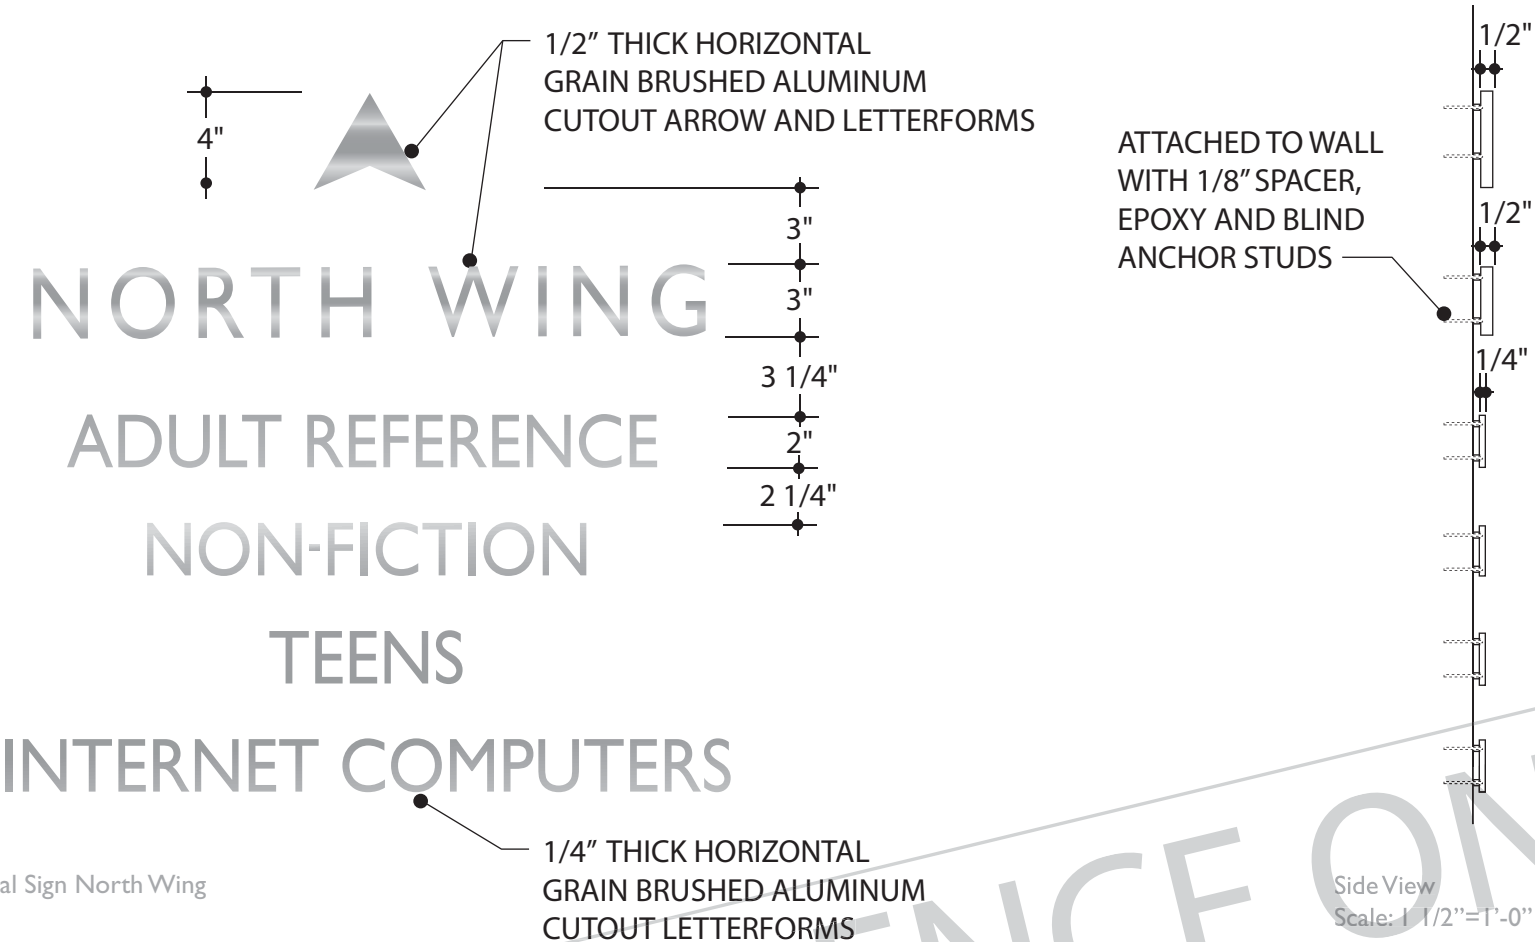 1/2” THICK HORIZONTAL
GRAIN BRUSHED ALUMINUM
CUTOUT ARROW AND LETTERFORMS
4"
NORTH WING
ADULT REFERENCE
NON-FICTION
TEENS
INTERNET COMPUTERS
3"
3"
3 1/4"
2"
2 1/4"
1/4” THICK HORIZONTAL
GRAIN BRUSHED ALUMINUM
CUTOUT LETTERFORMS
al Sign North Wing
ATTACHED TO WALL
WITH 1/8” SPACER,
EPOXY AND BLIND
ANCHOR STUDS
1/2"
1/2"
1/4"
Side View
Scale: 1 1/2”=1’-0”